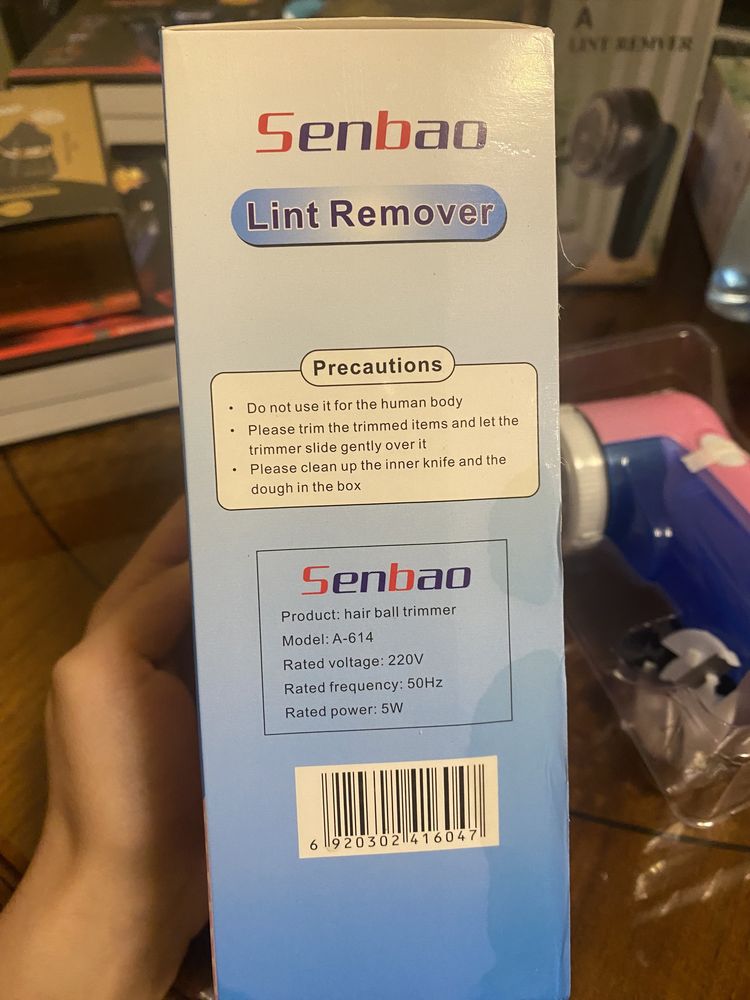 A
LINT REMVER
Senbao
Lint Remover
Precautions
• Do not use it for the human body
• Please trim the trimmed items and let the
trimmer slide gently over it
• Please clean up the inner knife and the
dough in the box
Senbao
Product: hair ball trimmer
Model: A-614
Rated voltage: 220V
Rated frequency: 50Hz
Rated power: 5W
6 920302 416047